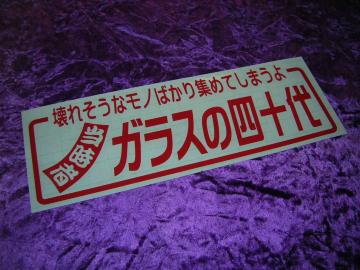 壊れそうなモノばかり集めてしまうよ
ガラスの四十代